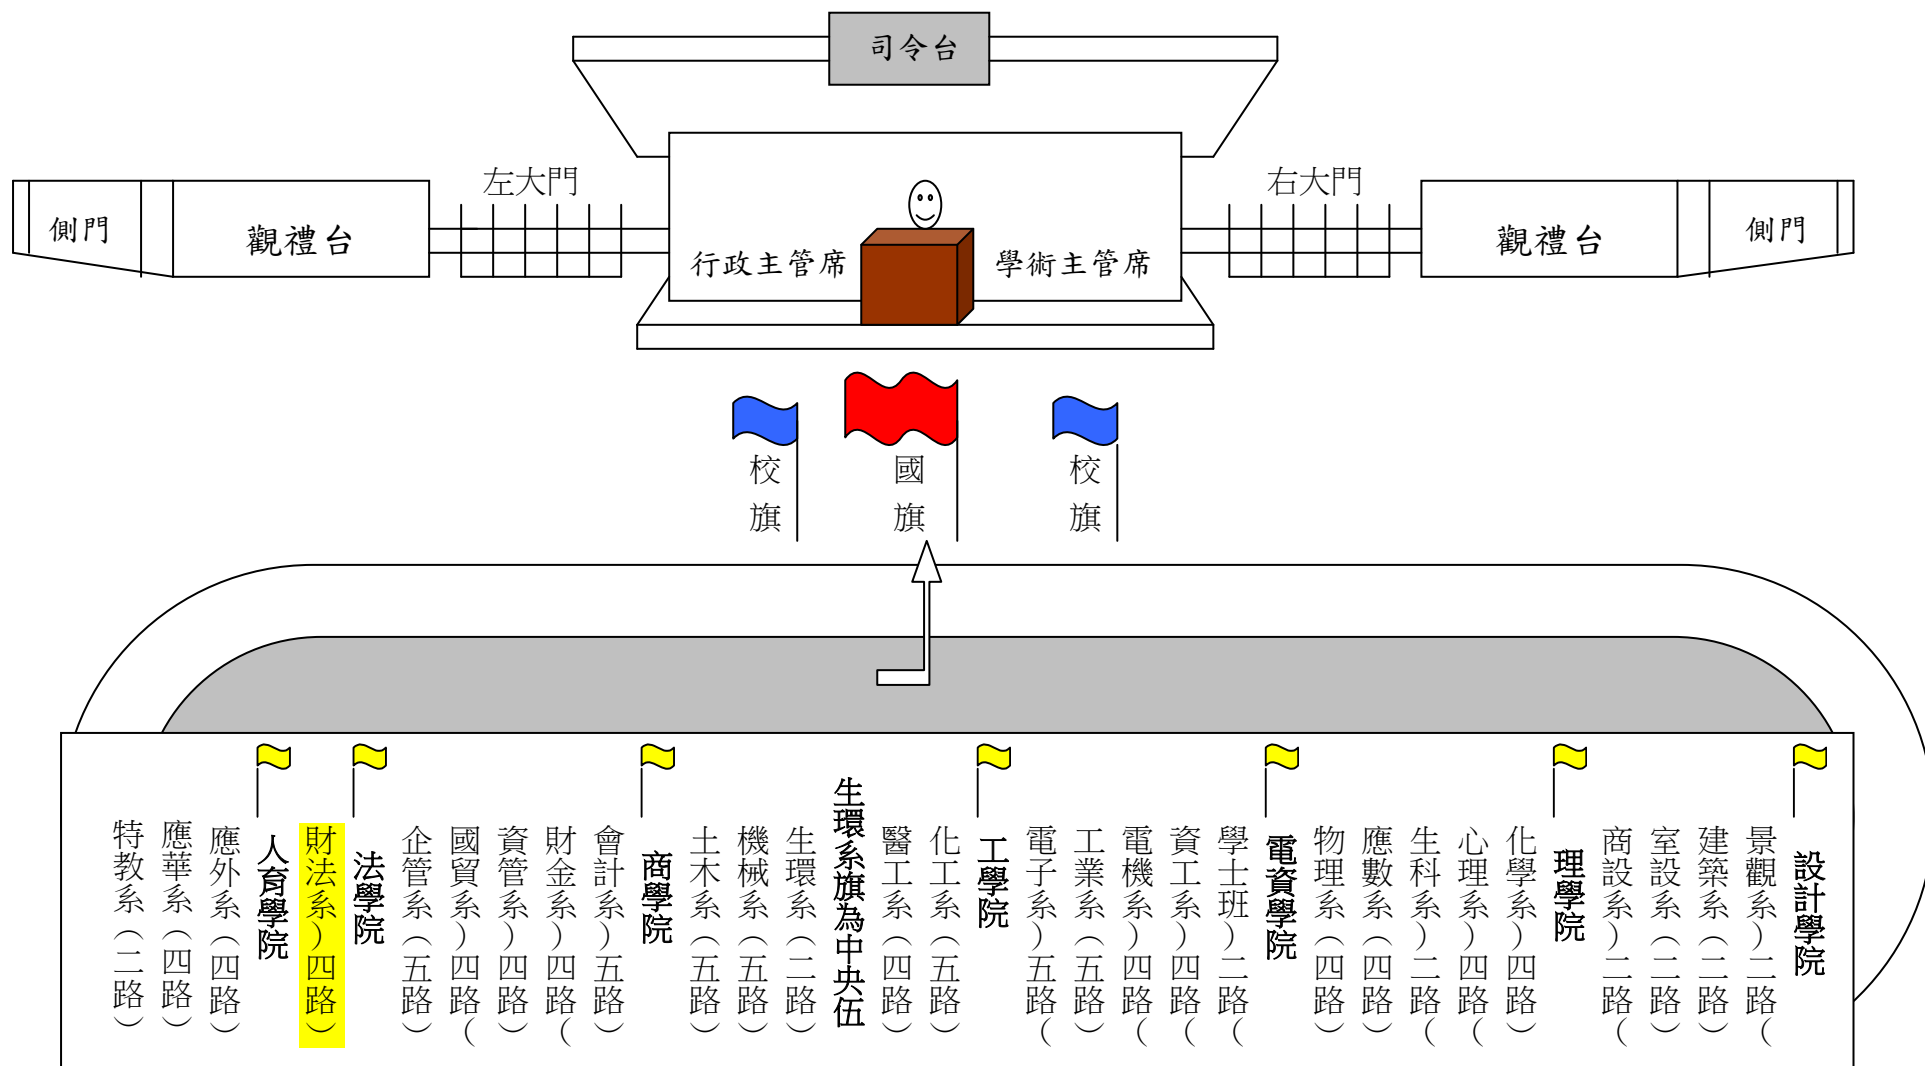 司令台
左大門
右大門
側門
觀禮台
行政主管席
學術主管席
觀禮台
側門
校旗
國旗
校旗
特教系（二路）
應華系（四路）
應外系（四路）
人育學院
財法系）四路）
法學院
企管系（五路）
國貿系）四路（
資管系）四路）
財金系）四路（
會計系）五路）
商學院
土木系（五路）
機械系（五路）
生環系（二路）
生環系旗為中央伍
醫工系（四路）
化工系（五路）
工學院
電子系）五路（
工業系（五路）
電機系）四路（
資工系）四路（
學士班）二路（
電資學院
物理系（四路）
應數系（四路）
生科系）二路（
心理系）四路（
化學系）四路）
理學院
商設系）二路（
室設系（二路）
建築系（二路）
景觀系）二路（
設計學院